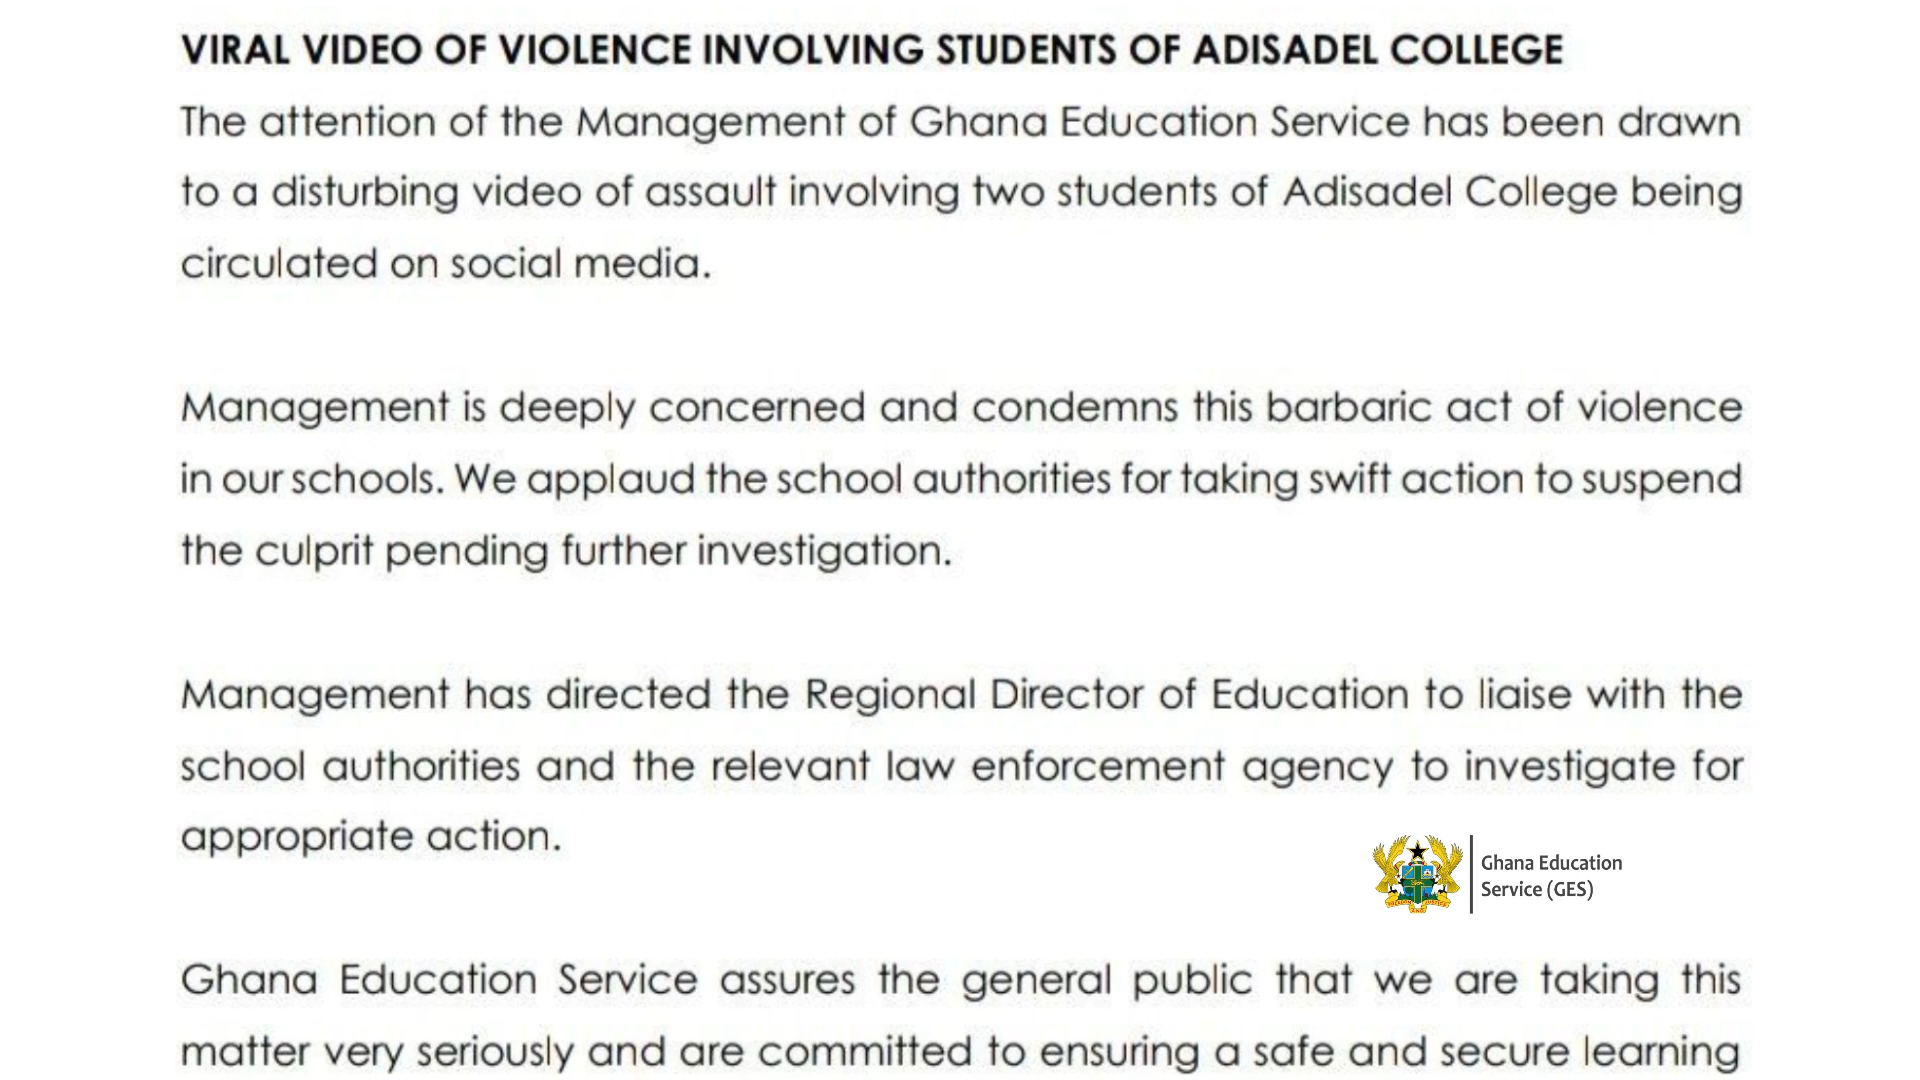 VIRAL VIDEO OF VIOLENCE INVOLVING STUDENTS OF ADISADEL COLLEGE
The attention of the Management of Ghana Education Service has been drawn
to a disturbing video of assault involving two students of Adisadel College being
circulated on social media.
Management is deeply concerned and condemns this barbaric act of violence
in our schools. We applaud the school authorities for taking swift action to suspend
the culprit pending further investigation.
Management has directed the Regional Director of Education to liaise with the
school authorities and the relevant law enforcement agency to investigate for
appropriate action.
Ghana Education
Service (GES)
Ghana Education Service assures the general public that we are taking this
matter very seriously and are committed to ensuring a safe and secure learning